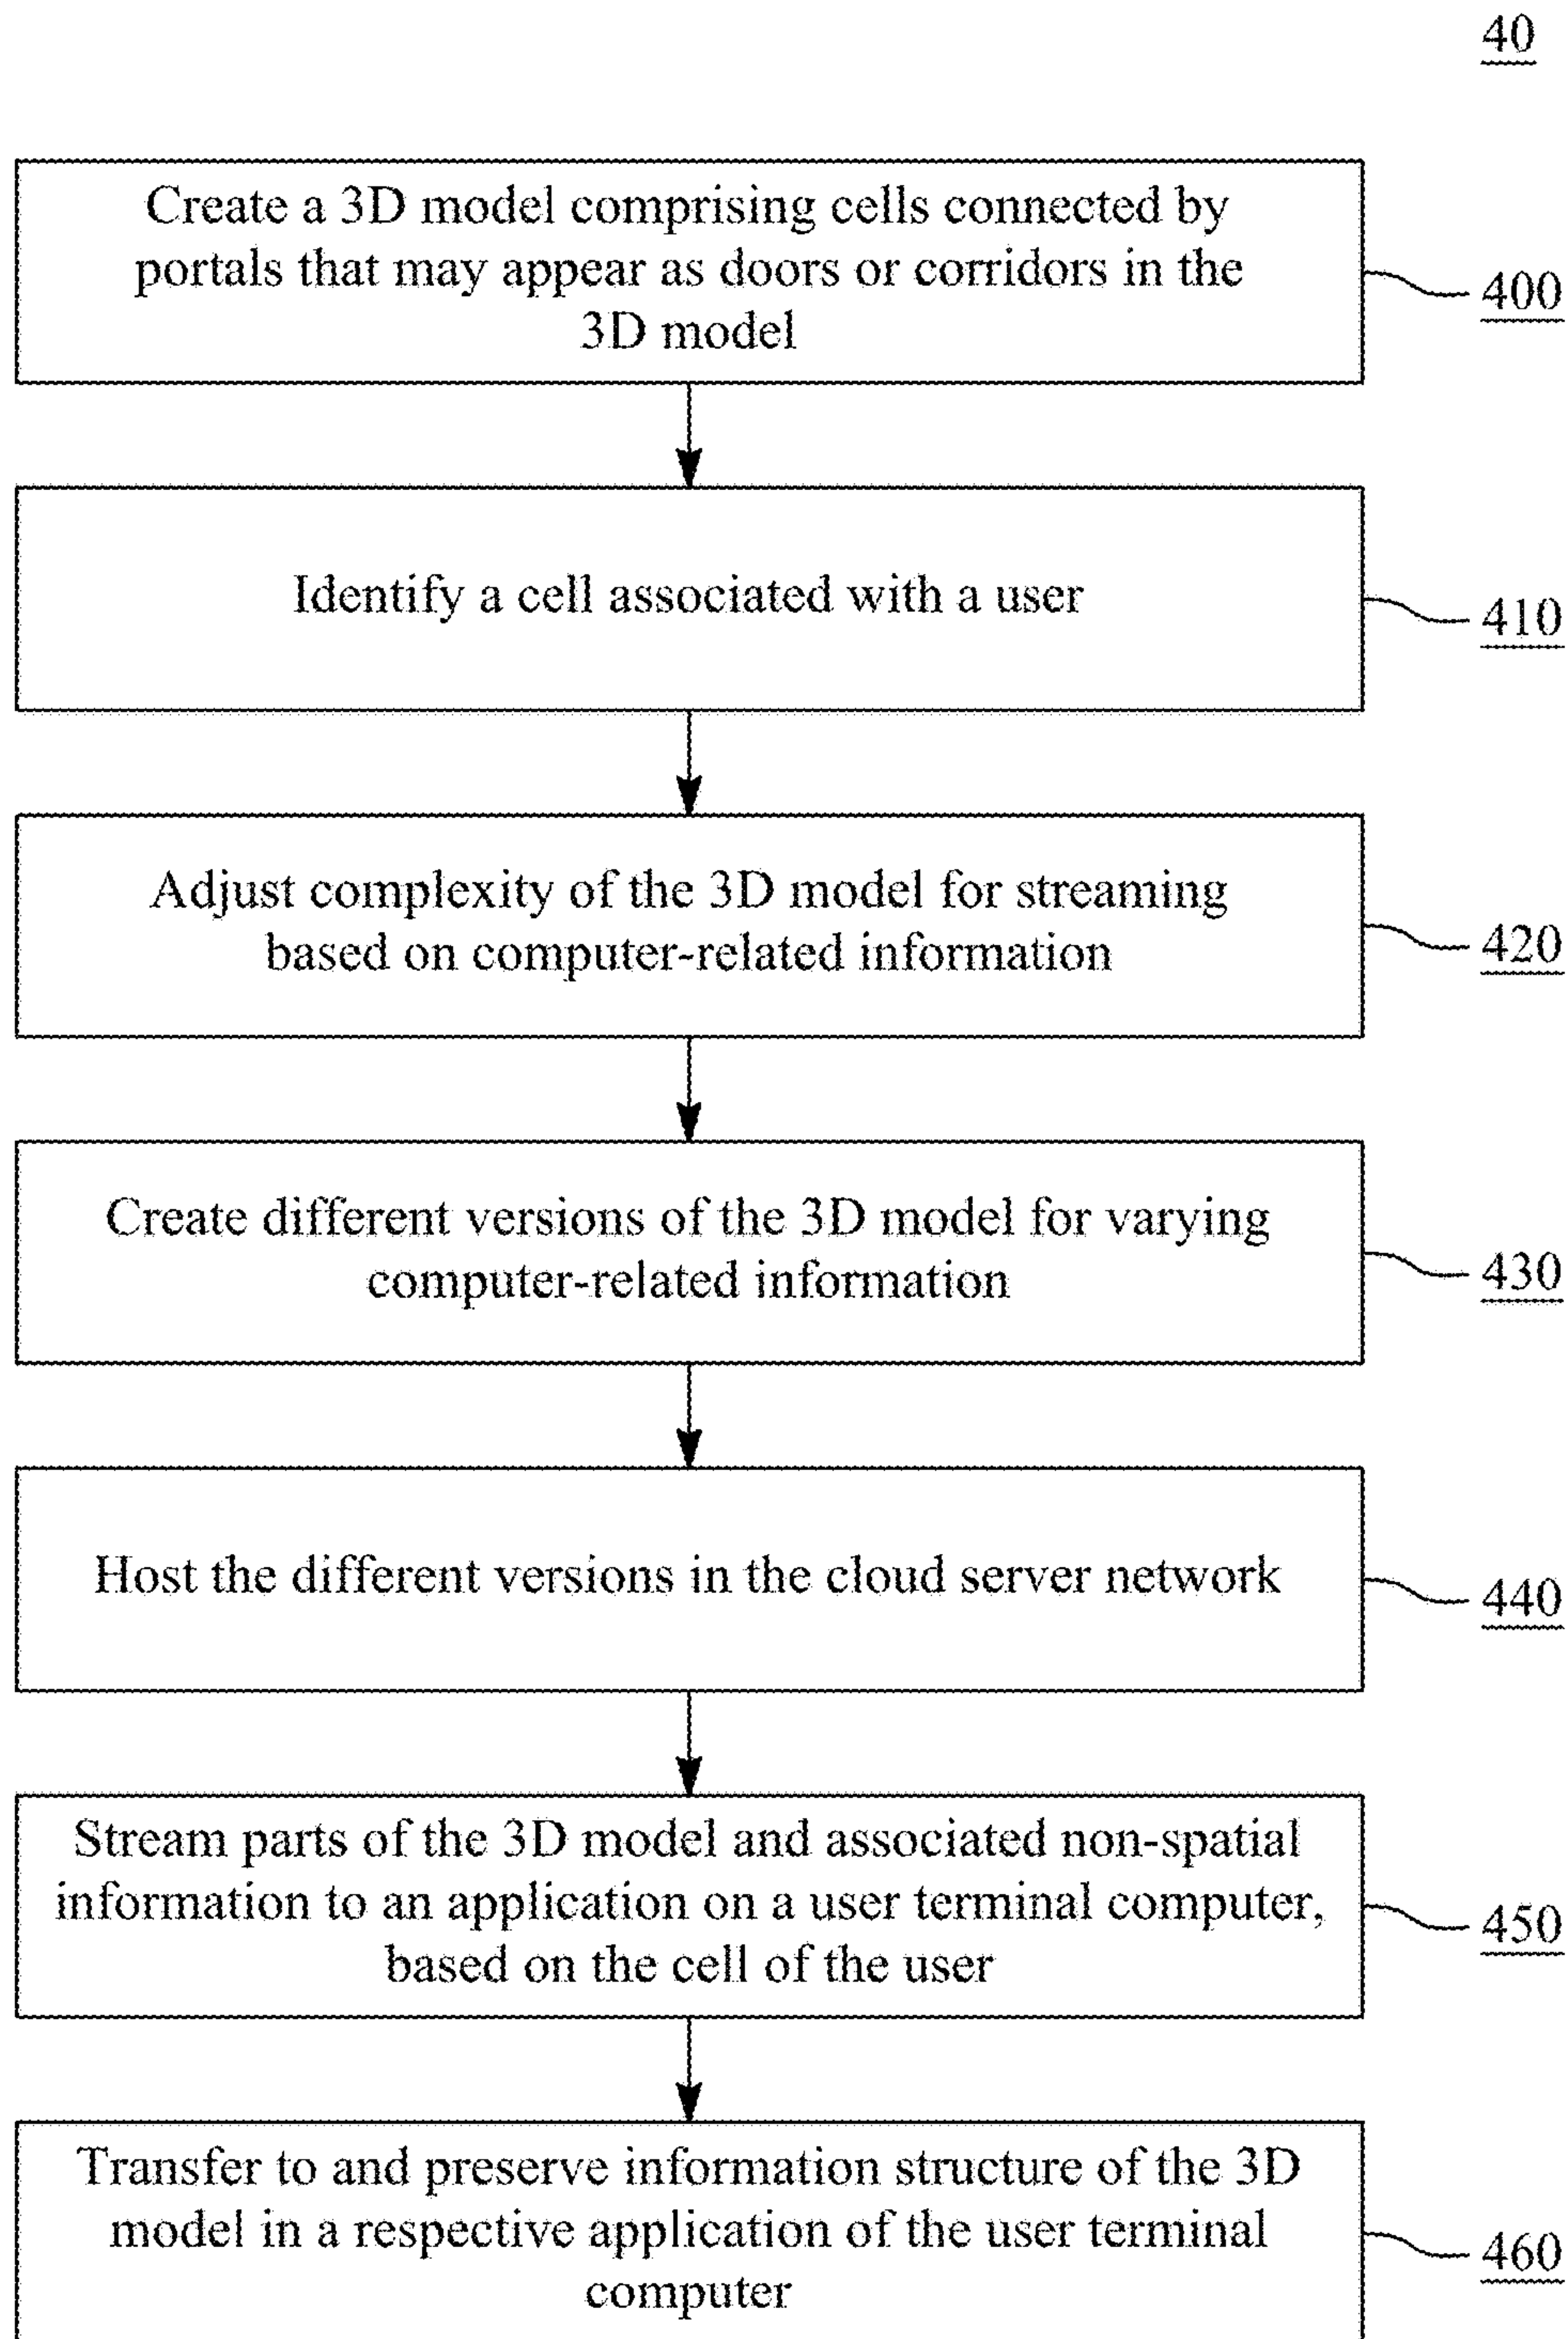 40
Create a 3D model comprising cells connected by
portals that may appear as doors or corridors in the
3D model
400
Identify a cell associated with a user
410
Adjust complexity of the 3D model for streaming
based on computer-related information
420
Create different versions of the 3D model for varying
computer-related information
430
Host the different versions in the cloud server network
440
Stream parts of the 3D model and associated non-spatial
information to an application on a user terminal computer,
based on the cell of the user
450
Transfer to and preserve information structure of the 3D
model in a respective application of the user terminal
computer
460